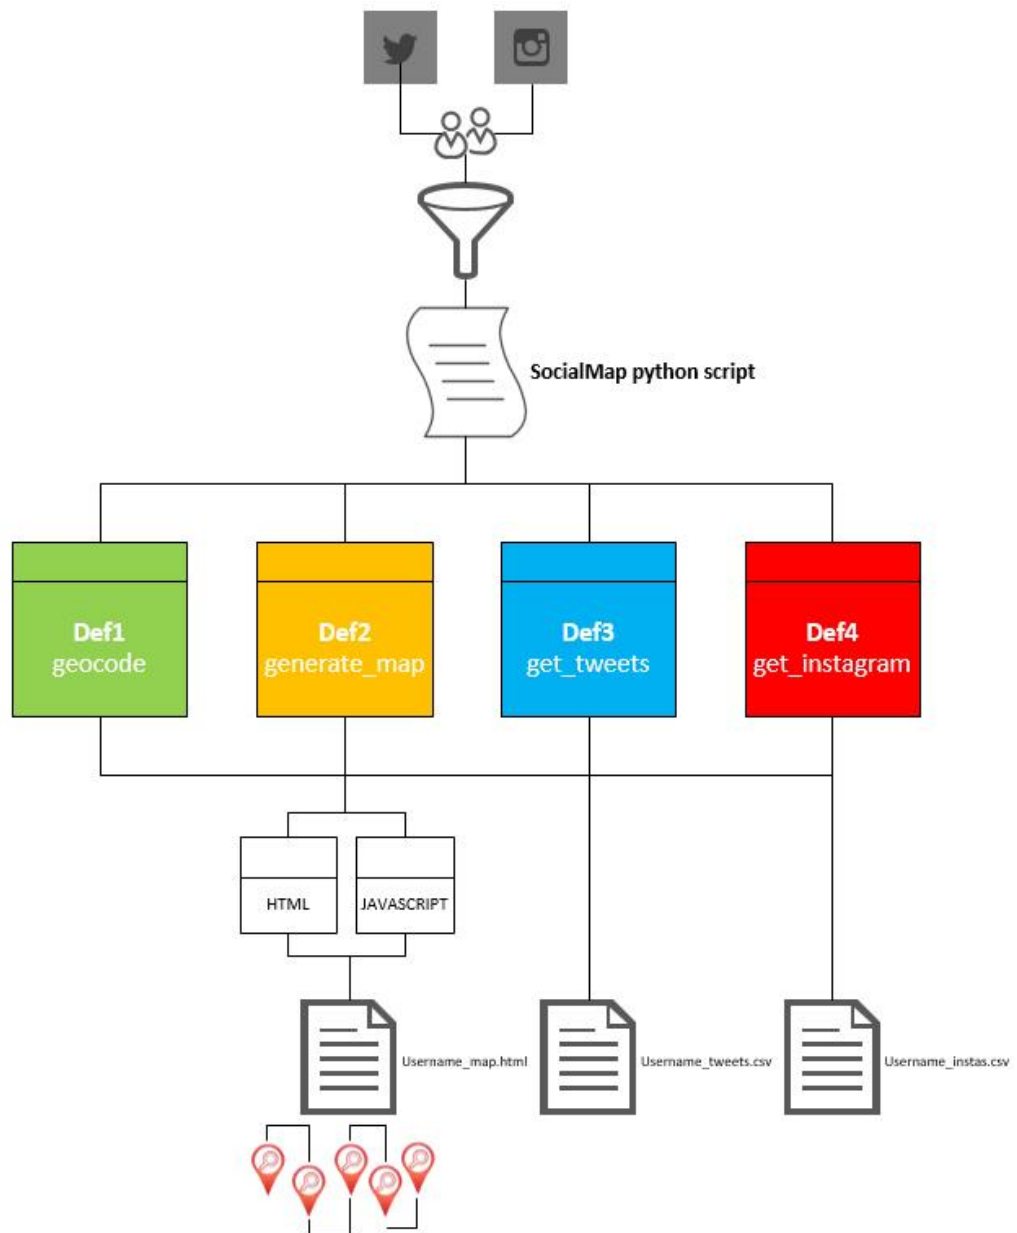 SocialMap python script
Def1
geocode
Def2
generate_map
Def3
get_tweets
Def4
get_instagram
HTML
JAVASCRIPT
Username_map.html
Username_tweets.csv
Username_instas.csv